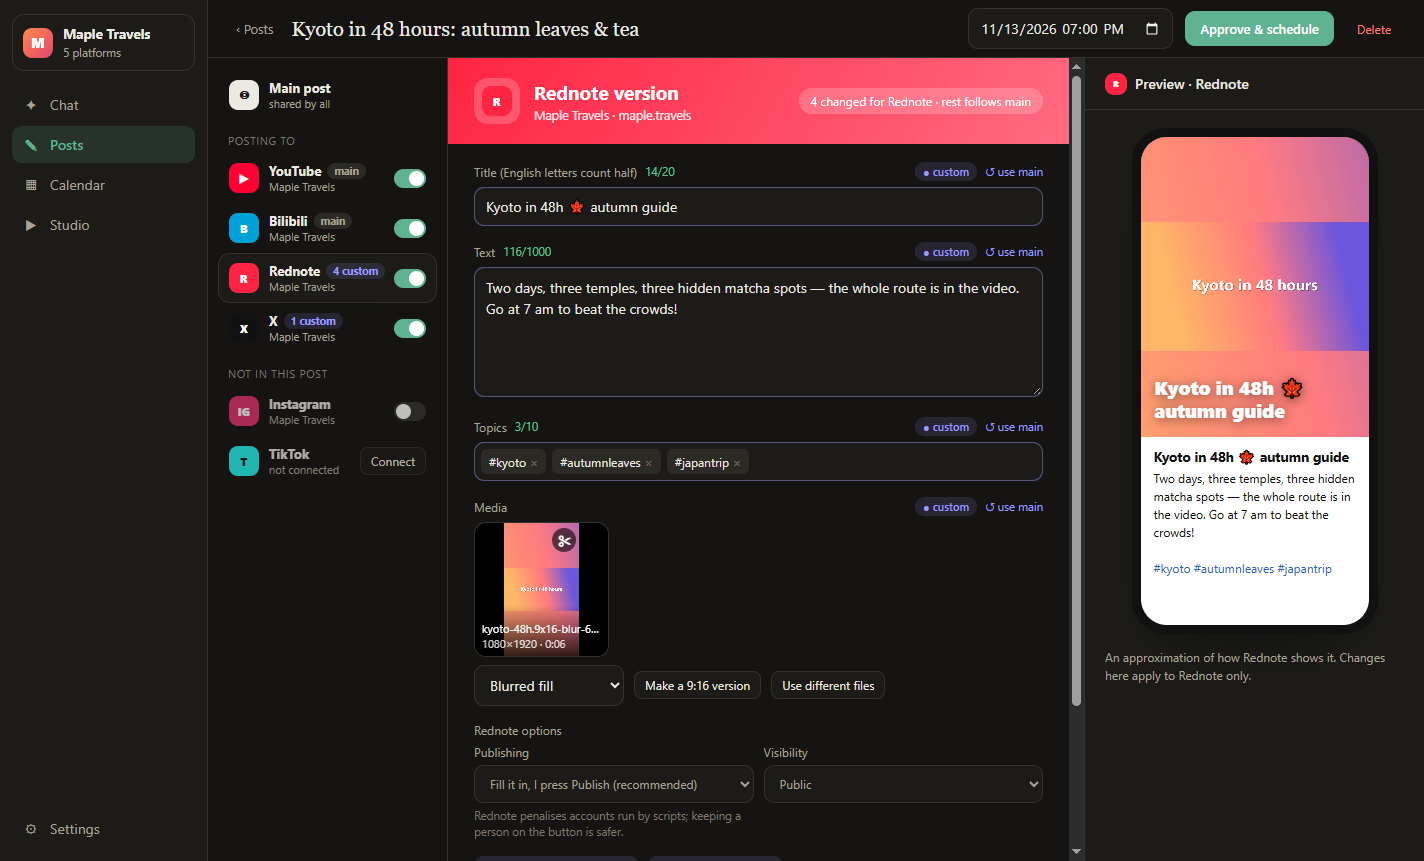 M
Maple Travels
5 platforms
Chat
Posts
Calendar
Studio
Settings
‹ Posts
Kyoto in 48 hours: autumn leaves & tea
11/13/2026 07:00 PM
Approve & schedule
Delete
Main post
shared by all
POSTING TO
YouTube main
Maple Travels
B
Bilibili main
Maple Travels
R
Rednote 4 custom
Maple Travels
X
X 1 custom
Maple Travels
NOT IN THIS POST
IG
Instagram
Maple Travels
T
TikTok
not connected
Connect
R
Rednote version
Maple Travels · maple.travels
4 changed for Rednote · rest follows main
Title (English letters count half) 14/20
● custom ↺ use main
Kyoto in 48h 🍁 autumn guide
Text 116/1000
● custom ↺ use main
Two days, three temples, three hidden matcha spots — the whole route is in the video.
Go at 7 am to beat the crowds!
Topics 3/10
● custom ↺ use main
#kyoto × #autumnleaves × #japantrip ×
Media
● custom ↺ use main
Kyoto in 48 hours
kyoto-48h.9x16-blur-6...
1080×1920 · 0:06
Blurred fill
Make a 9:16 version
Use different files
Rednote options
Publishing
Fill it in, I press Publish (recommended)
Rednote penalises accounts run by scripts; keeping a
person on the button is safer.
Visibility
Public
R
Preview · Rednote
Kyoto in 48 hours
Kyoto in 48h 🍁
autumn guide
Kyoto in 48h 🍁 autumn guide
Two days, three temples, three hidden
matcha spots — the whole route is in
the video. Go at 7 am to beat the
crowds!
#kyoto #autumnleaves #japantrip
An approximation of how Rednote shows it. Changes
here apply to Rednote only.